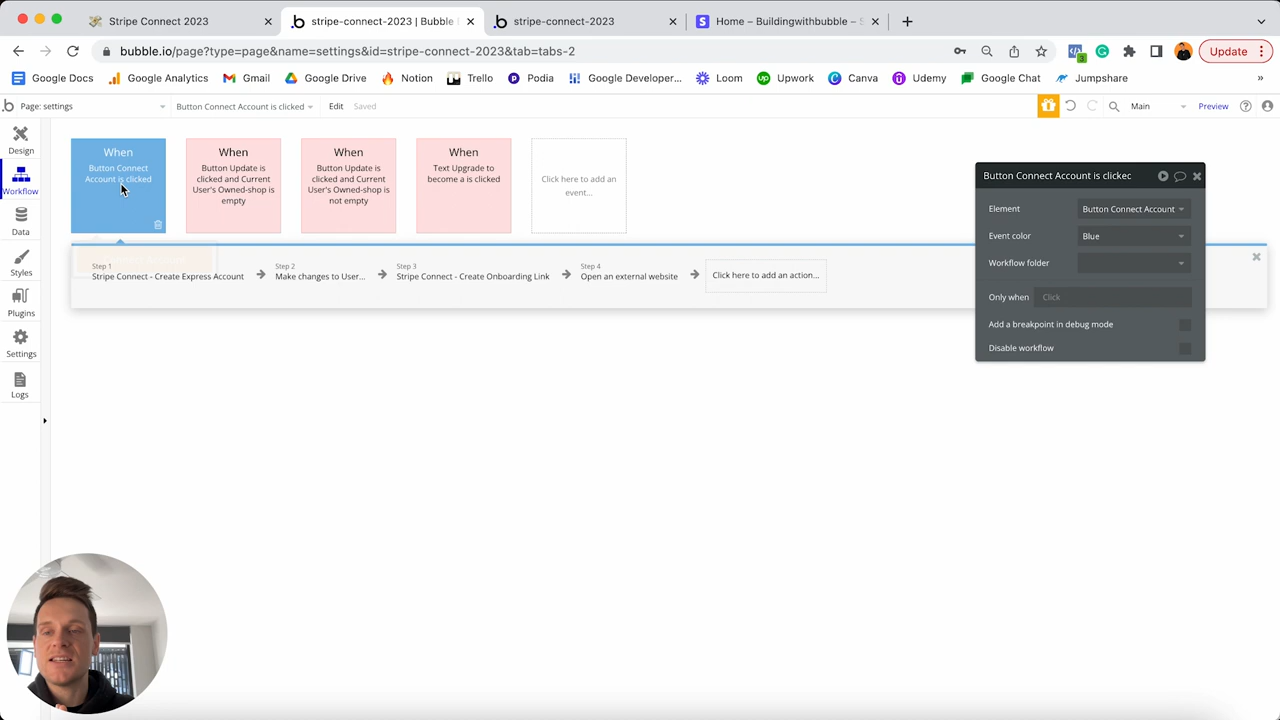 Stripe Connect 2023
stripe-connect-2023 | Bubble
stripe-connect-2023
Home – Buildingwithbubble – S
bubble.io/page?type=page&name=settings&id=stripe-connect-2023&tab=tabs-2
3
Update
Google Docs
Google Analytics
Gmail
Google Drive
Notion
Trello
Podia
Google Developer...
Loom
Upwork
Canva
Udemy
Google Chat
Jumpshare
»
Page: settings
Button Connect Account is clicked
Edit
Saved
Main
Preview
Design
Workflow
Data
Styles
Plugins
Settings
Logs
When
Button Connect
Account is clicked
When
Button Update is
clicked and Current
User's Owned-shop is
empty
When
Button Update is
clicked and Current
User's Owned-shop is
not empty
When
Text Upgrade to
become a is clicked
Click here to add an
event...
Step 1
Stripe Connect - Create Express Account
Step 2
Make changes to User...
Step 3
Stripe Connect - Create Onboarding Link
Step 4
Open an external website
Click here to add an action...
Button Connect Account is clickec
Element
Button Connect Account
Event color
Blue
Workflow folder
Only when
Click
Add a breakpoint in debug mode
Disable workflow